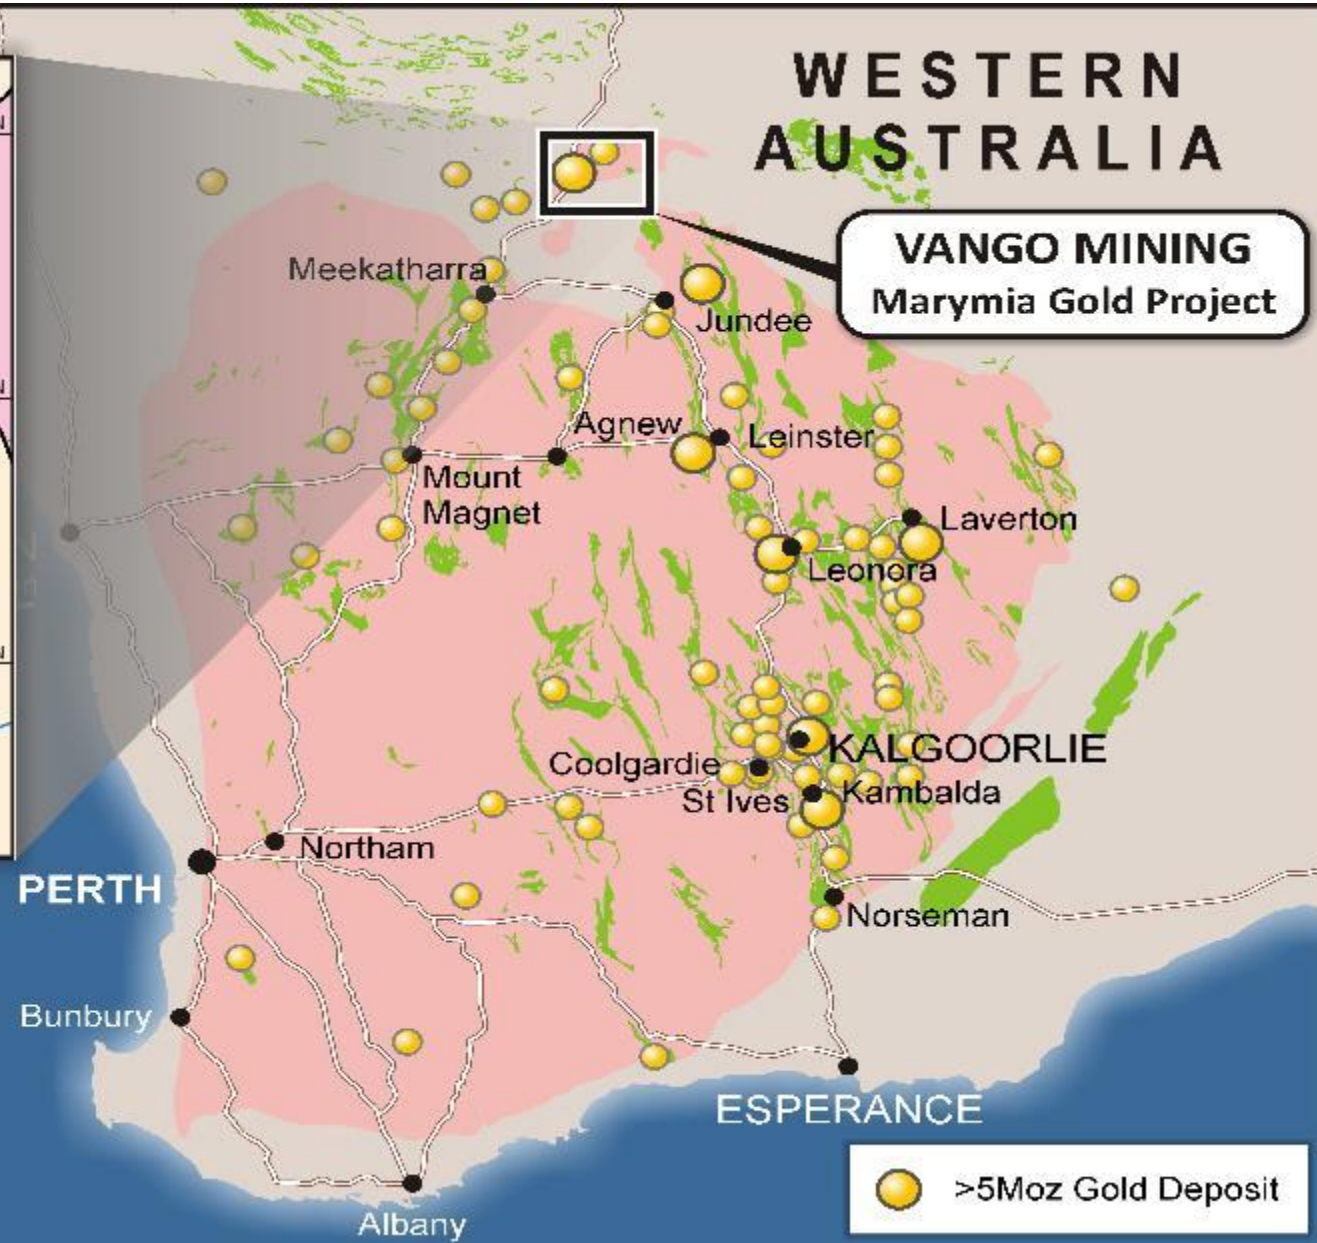 WESTERN
AUSTRALIA
VANGO MINING
Marymia Gold Project
Meekatharra
Jundee
Agnew
Leinster
Mount
Magnet
Laverton
Leonora
KALGOORLIE
Coolgardie
St Ives
Kambalda
Northam
PERTH
Norseman
Bunbury
ESPERANCE
>5Moz Gold Deposit
Albany